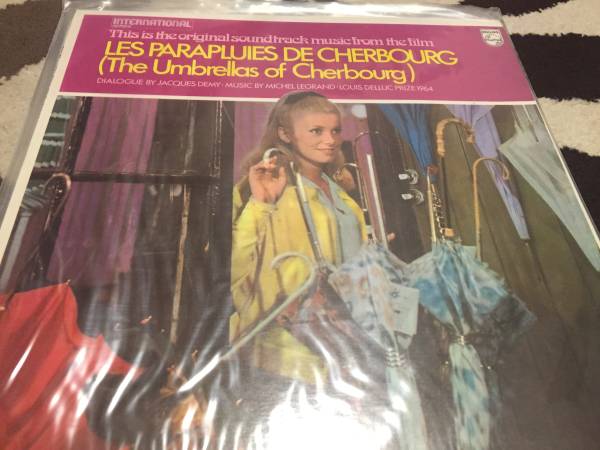 INTERNATIONAL
This is the original sound track music from the film
LES PARAPLUIES DE CHERBOURG
(The Umbrellas of Cherbourg)
DIALOGUE BY JACQUES DEMY · MUSIC BY MICHEL LEGRAND · LOUIS DELLUC PRIZE 1964